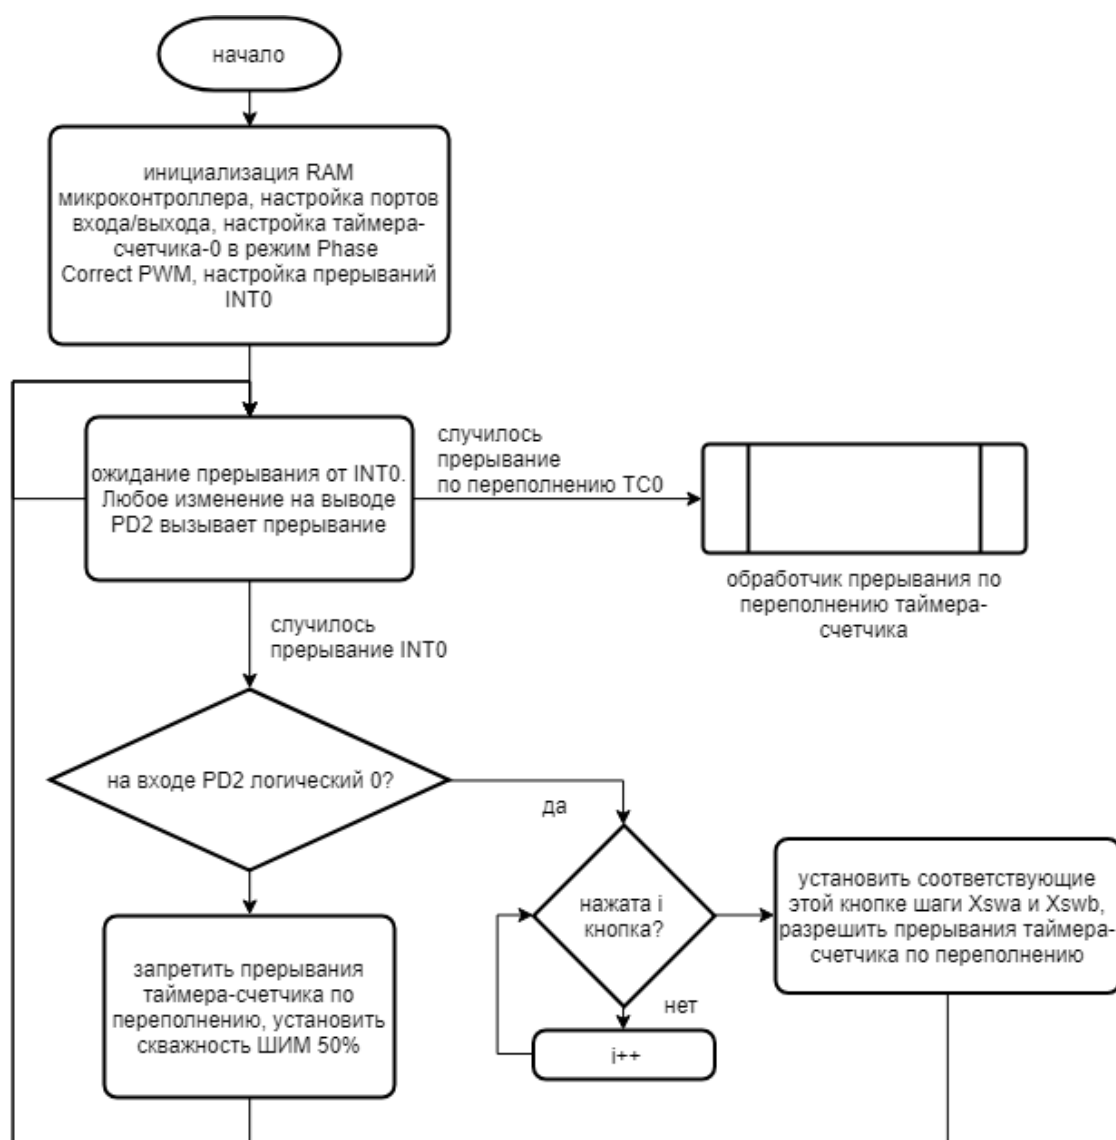 начало
инициализация RAM
микроконтроллера, настройка портов
входа/выхода, настройка таймера-
счетчика-0 в режим Phase
Correct PWM, настройка прерываний
INT0
ожидание прерывания от INT0.
Любое изменение на выводе
PD2 вызывает прерывание
случилось
прерывание
по переполнению TC0
обработчик прерывания по
переполнению таймера-
счетчика
случилось
прерывание INT0
на входе PD2 логический 0?
да
нажата i
кнопка?
установить соответствующие
этой кнопке шаги Xswa и Xswb,
разрешить прерывания таймера-
счетчика по переполнению
запретить прерывания
таймера-счетчика по
переполнению, установить
скважность ШИМ 50%
нет
i++